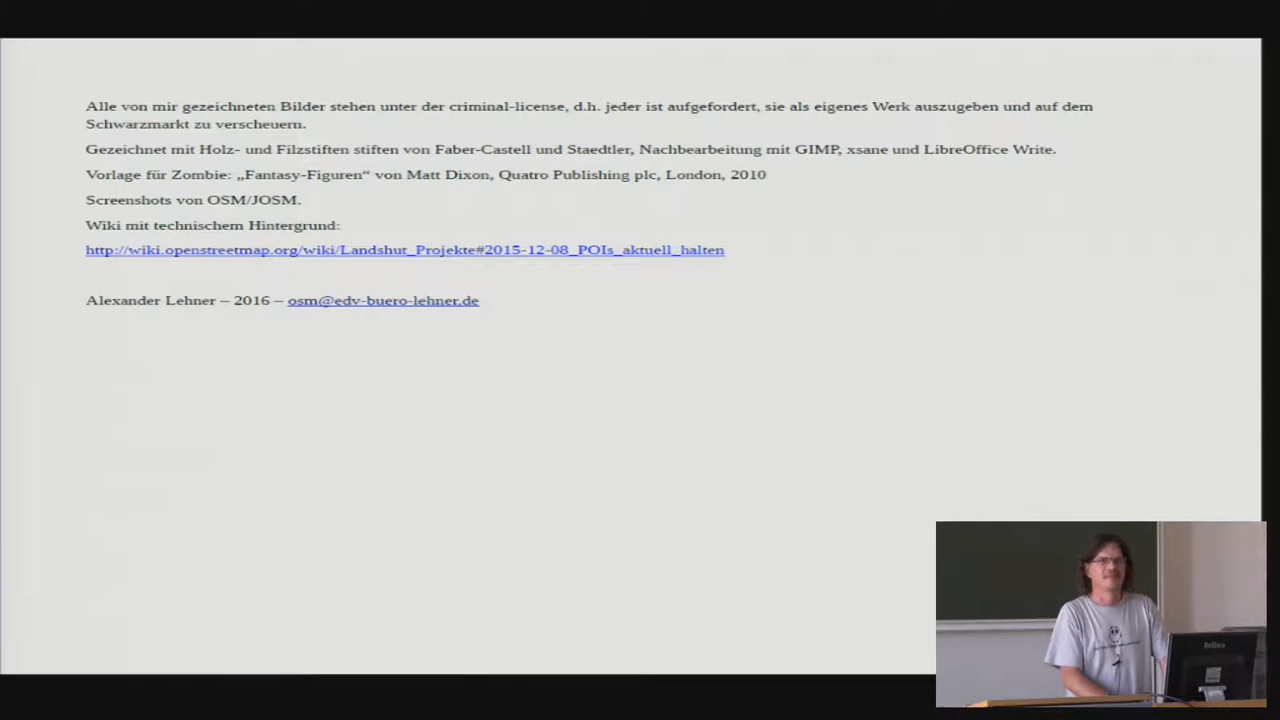 Alle von mir gezeichneten Bilder stehen unter der criminal-license, d.h. jeder ist aufgefordert, sie als eigenes Werk auszugeben und auf dem
Schwarzmarkt zu verscheuern.
Gezeichnet mit Holz- und Filzstiften stiften von Faber-Castell und Staedtler, Nachbearbeitung mit GIMP, xsane und LibreOffice Write.
Vorlage für Zombie: „Fantasy-Figuren“ von Matt Dixon, Quatro Publishing plc, London, 2010
Screenshots von OSM/JOSM.
Wiki mit technischem Hintergrund:
http://wiki.openstreetmap.org/wiki/Landshut_Projekte#2015-12-08_POIs_aktuell_halten
Alexander Lehner – 2016 – osm@edv-buero-lehner.de